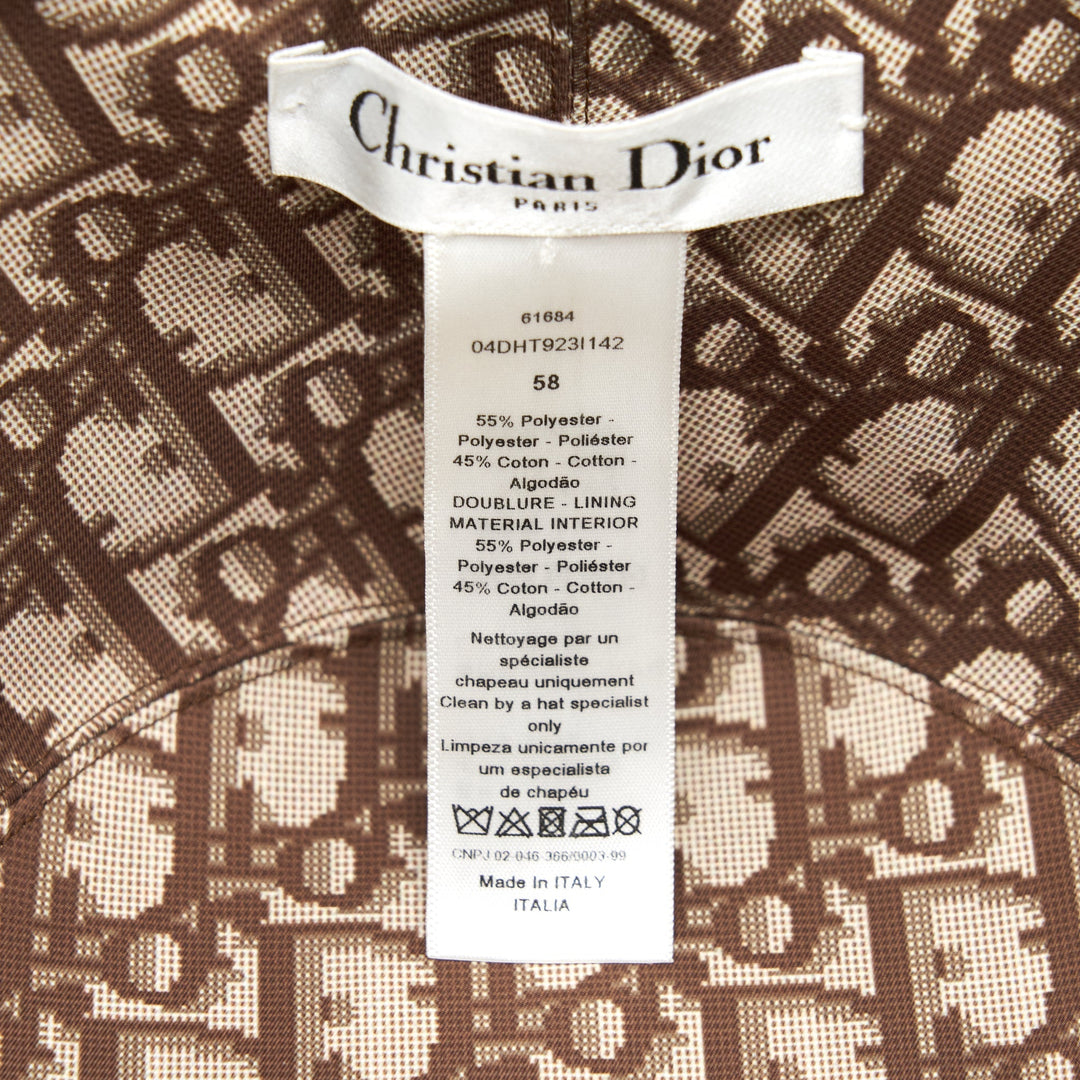 Christian Dior
PARIS
61684
04DHT923I142
58
55% Polyester -
Polyester - Poliéster
45% Coton - Cotton -
Algodão
DOUBLURE - LINING
MATERIAL INTERIOR
55% Polyester -
Polyester - Poliéster
45% Coton - Cotton -
Algodão
Nettoyage par un
spécialiste
chapeau uniquement
Clean by a hat specialist
only
Limpeza unicamente por
um especialista
de chapéu
CNPJ 02-046-366/0003-99
Made In ITALY
ITALIA